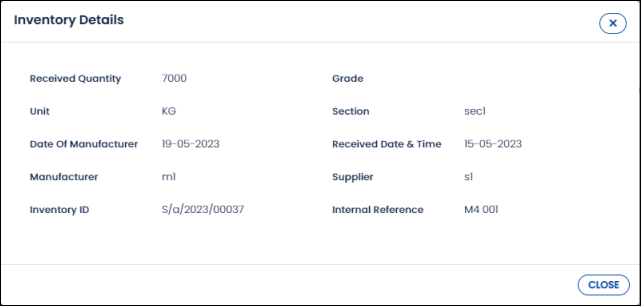 Inventory Details
Received Quantity 7000 Grade
Unit KG Section sec1
Date Of Manufacturer 19-05-2023 Received Date & Time 15-05-2023
Manufacturer m1 Supplier s1
Inventory ID S/a/2023/00037 Internal Reference M4 001
CLOSE